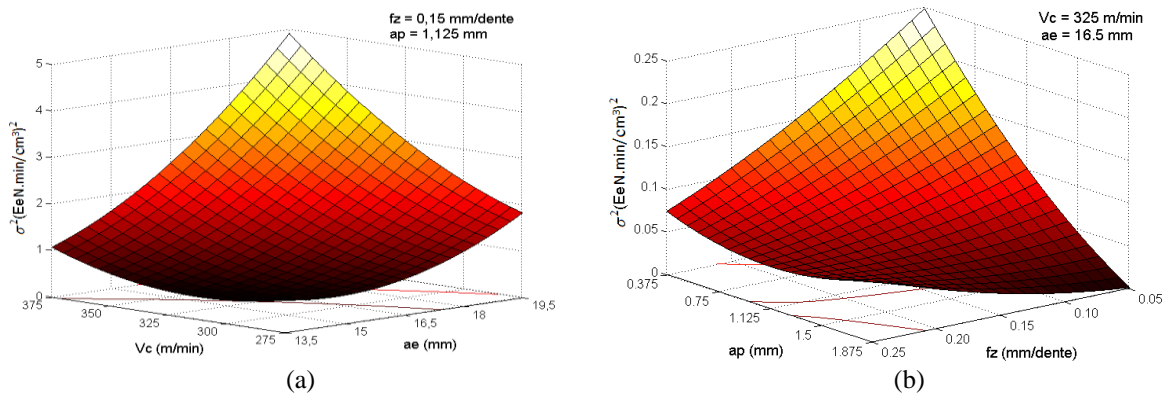 fz = 0,15 mm/dente
ap = 1,125 mm
5
4
3
2
1
0
σ²(EeN.min/cm³)²
375
350
325
300
275
Vc (m/min)
13,5
15
16,5
18
19,5
ae (mm)
(a)
Vc = 325 m/min
ae = 16.5 mm
0.25
0.2
0.15
0.1
0.05
0
σ²(EeN.min/cm³)²
0.375
0.75
1.125
1.5
1.875
ap (mm)
0.25
0.20
0.15
0.10
0.05
fz (mm/dente)
(b)